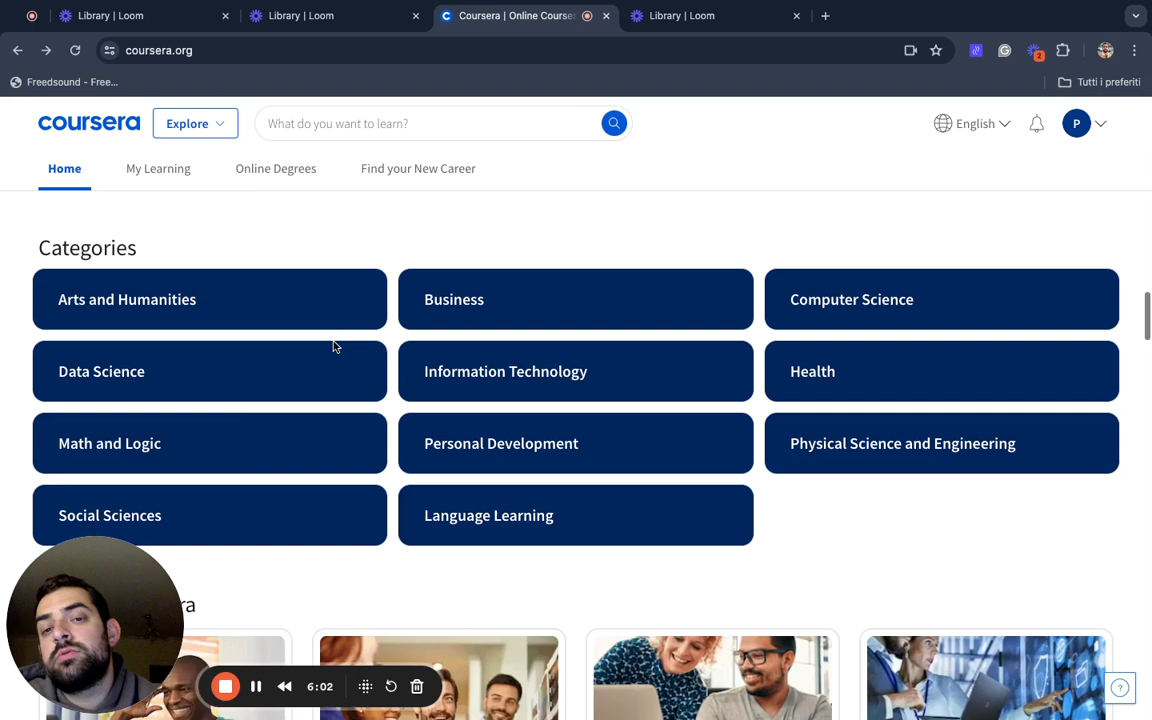 Library | Loom
Library | Loom
Coursera | Online Course
Library | Loom
coursera.org
2
Freedsound - Free...
Tutti i preferiti
coursera
Explore
What do you want to learn?
English
P
Home
My Learning
Online Degrees
Find your New Career
Categories
Arts and Humanities
Business
Computer Science
Data Science
Information Technology
Health
Math and Logic
Personal Development
Physical Science and Engineering
Social Sciences
Language Learning
ra
6:02
?